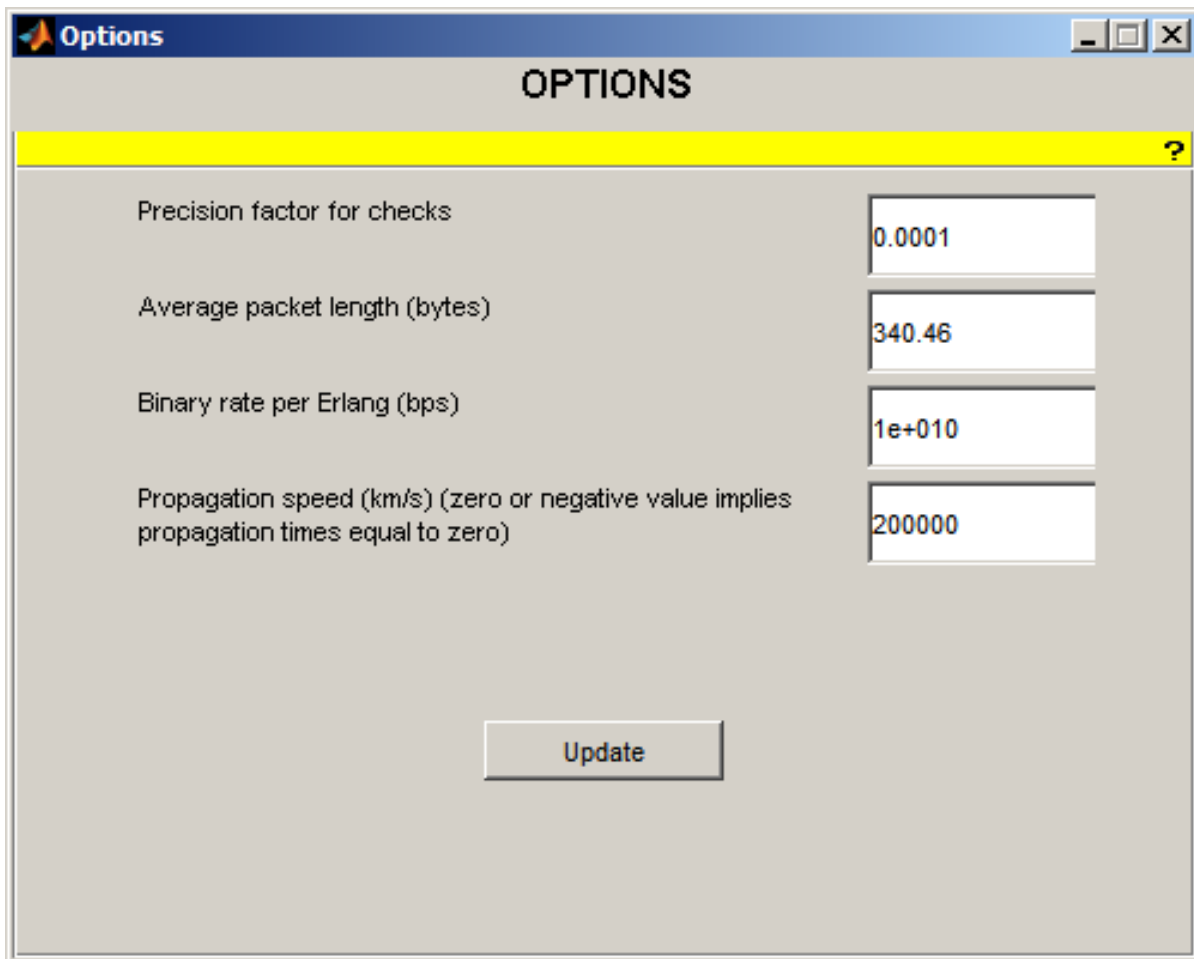 Options
OPTIONS
?
Precision factor for checks
0.0001
Average packet length (bytes)
340.46
Binary rate per Erlang (bps)
1e+010
Propagation speed (km/s) (zero or negative value implies
propagation times equal to zero)
200000
Update